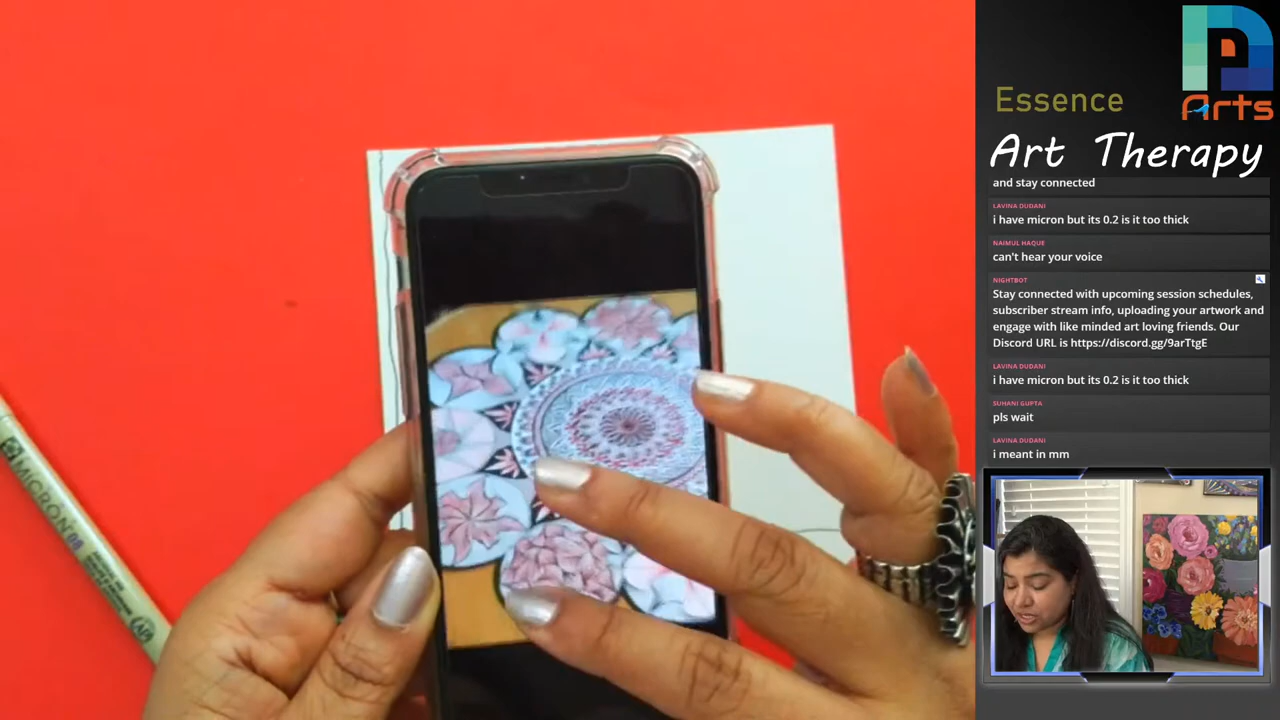 MICRON 08
Essence
Arts
Art Therapy
and stay connected
LAVINA DUDANI
i have micron but its 0.2 is it too thick
NAIMUL HAQUE
can't hear your voice
NIGHTBOT
Stay connected with upcoming session schedules,
subscriber stream info, uploading your artwork and
engage with like minded art loving friends. Our
Discord URL is https://discord.gg/9arTtgE
LAVINA DUDANI
i have micron but its 0.2 is it too thick
SUHANI GUPTA
pls wait
LAVINA DUDANI
i meant in mm